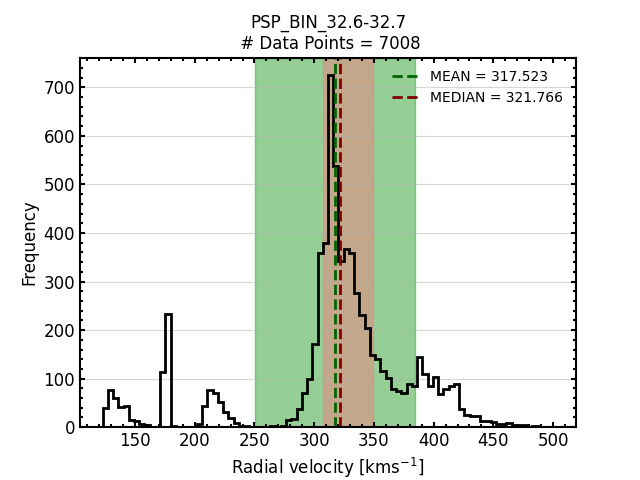 PSP_BIN_32.6-32.7
# Data Points = 7008
MEAN = 317.523
MEDIAN = 321.766
700
600
500
400
300
200
100
0
Frequency
150 200 250 300 350 400 450 500
Radial velocity [kms⁻¹]